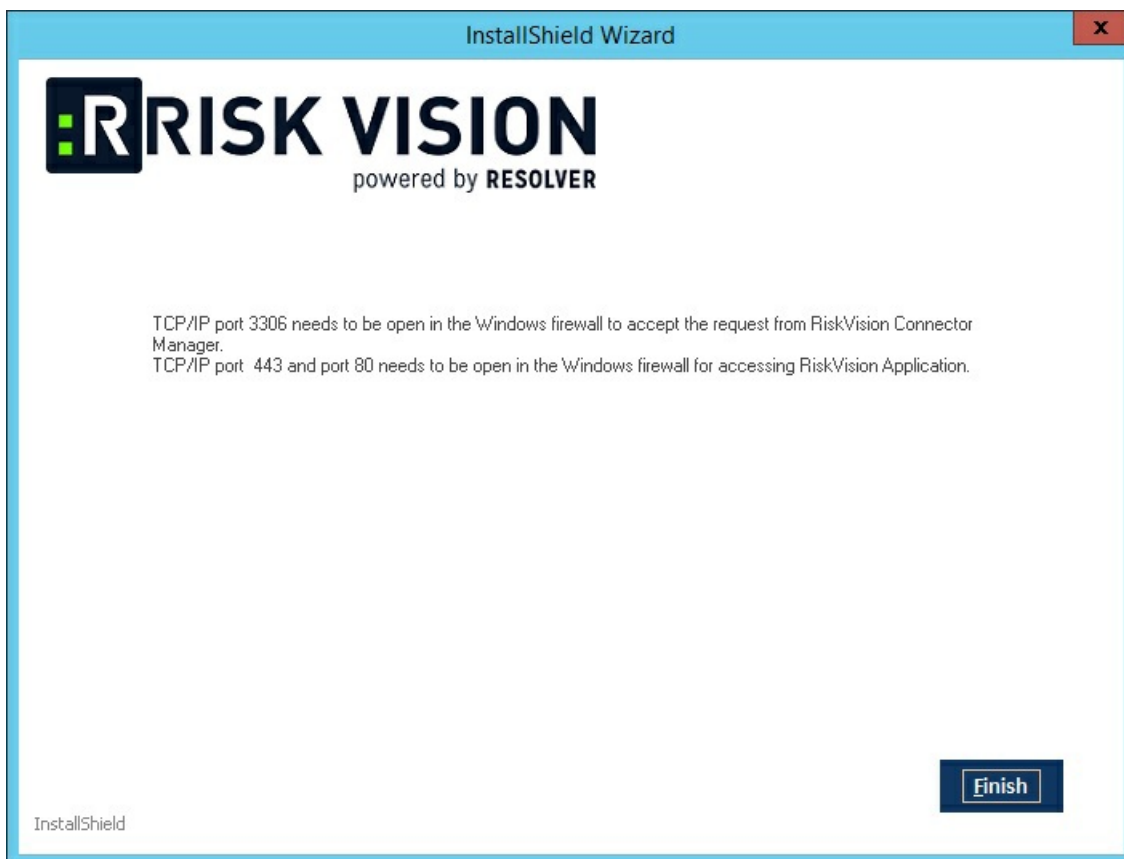 InstallShield Wizard
x
:R RISK VISION
powered by RESOLVER
TCP/IP port 3306 needs to be open in the Windows firewall to accept the request from RiskVision Connector
Manager.
TCP/IP port  443 and port 80 needs to be open in the Windows firewall for accessing RiskVision Application.
Finish
InstallShield